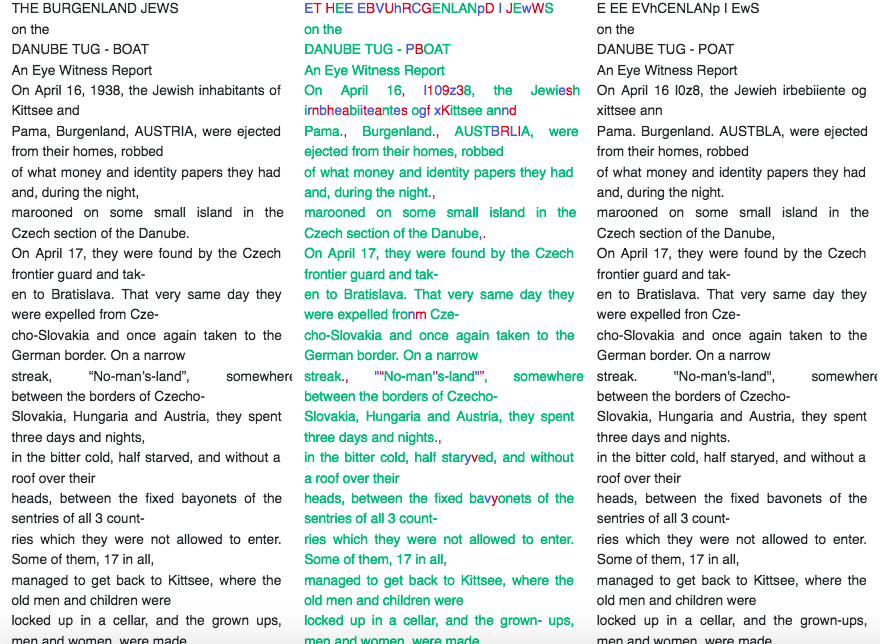 THE BURGENLAND JEWS
on the
DANUBE TUG - BOAT
An Eye Witness Report
On April 16, 1938, the Jewish inhabitants of
Kittsee and
Pama, Burgenland, AUSTRIA, were ejected
from their homes, robbed
of what money and identity papers they had
and, during the night,
marooned on some small island in the
Czech section of the Danube.
On April 17, they were found by the Czech
frontier guard and tak-
en to Bratislava. That very same day they
were expelled from Cze-
cho-Slovakia and once again taken to the
German border. On a narrow
streak, “No-man's-land”, somewhere
between the borders of Czecho-
Slovakia, Hungaria and Austria, they spent
three days and nights,
in the bitter cold, half starved, and without a
roof over their
heads, between the fixed bayonets of the
sentries of all 3 count-
ries which they were not allowed to enter.
Some of them, 17 in all,
managed to get back to Kittsee, where the
old men and children were
locked up in a cellar, and the grown ups,
men and women, were made
ET HEE EBVUhRCGENLANpD I JEwWS
on the
DANUBE TUG - PBOAT
An Eye Witness Report
On April 16, I109z38, the Jewiesh
irnbheabiiteantes ogf xKittsee annd
Pama., Burgenland., AUSTBRLIA, were
ejected from their homes, robbed
of what money and identity papers they had
and, during the night.,
marooned on some small island in the
Czech section of the Danube,.
On April 17, they were found by the Czech
frontier guard and tak-
en to Bratislava. That very same day they
were expelled fronm Cze-
cho-Slovakia and once again taken to the
German border. On a narrow
streak., "“No-man's-land"”, somewhere
between the borders of Czecho-
Slovakia, Hungaria and Austria, they spent
three days and nights.,
in the bitter cold, half staryved, and without
a roof over their
heads, between the fixed bavyonets of the
sentries of all 3 count-
ries which they were not allowed to enter.
Some of them, 17 in all,
managed to get back to Kittsee, where the
old men and children were
locked up in a cellar, and the grown- ups,
men and women, were made
E EE EVhCENLANp I EwS
on the
DANUBE TUG - POAT
An Eye Witness Report
On April 16 I0z8, the Jewieh irbebiiente og
xittsee ann
Pama. Burgenland. AUSTBLA, were ejected
from their homes, robbed
of what money and identity papers they had
and, during the night.
marooned on some small island in the
Czech section of the Danube,
On April 17, they were found by the Czech
frontier guard and tak-
en to Bratislava. That very same day they
were expelled fron Cze-
cho-Slovakia and once again taken to the
German border. On a narrow
streak. "No-man's-land", somewhere
between the borders of Czecho-
Slovakia, Hungaria and Austria, they spent
three days and nights.
in the bitter cold, half staryed, and without a
roof over their
heads, between the fixed bavonets of the
sentries of all 3 count-
ries which they were not allowed to enter.
Some of them, 17 in all,
managed to get back to Kittsee, where the
old men and children were
locked up in a cellar, and the grown-ups,
men and women, were made